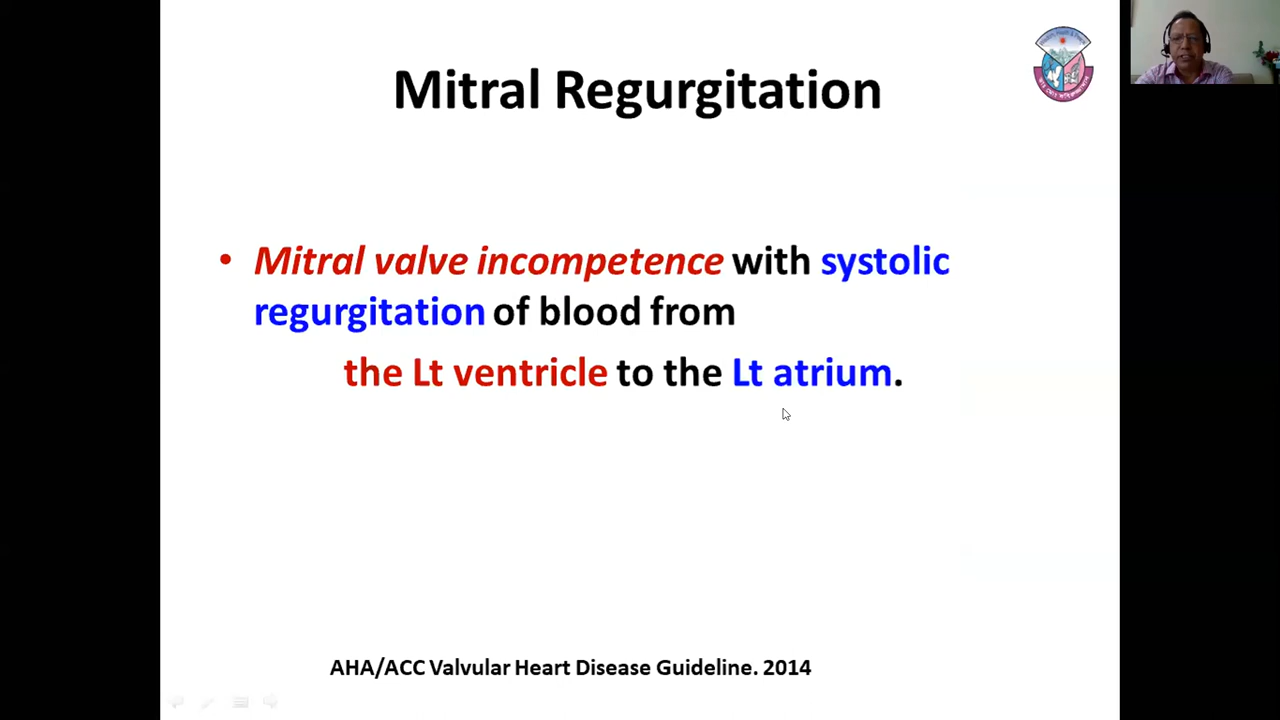 Mitral Regurgitation
• Mitral valve incompetence with systolic
regurgitation of blood from
the Lt ventricle to the Lt atrium.
AHA/ACC Valvular Heart Disease Guideline. 2014